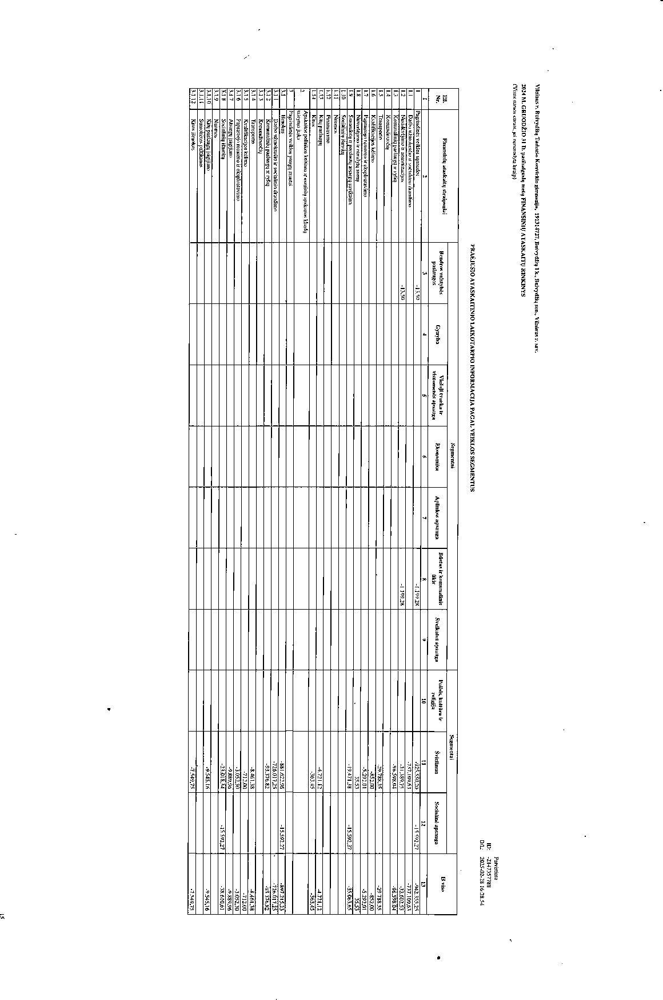 Vilniaus r. Buivydžių Tadeušo Konvickio gimnazija, 191314727, Buivydžių 1 k., Buivydžių sen., Vilniaus r. sav.
2024 M. GRUODŽIO 31 D. pasibaigusių metų FINANSINIŲ ATASKAITŲ RINKINYS
(Visos sumos eurais, jei nenurodyta kitaip)
Patvirtinta
ID: -2147357788
D/L: 2025-02-28 16:28:54
PRAĖJUSIO ATASKAITINIO LAIKOTARPIO INFORMACIJA PAGAL VEIKLOS SEGMENTUS
Eil. Nr. Finansinių ataskaitų straipsniai Segmentai Segmentai Iš viso
Bendros valstybės paslaugos Gynyba Viešoji tvarka ir visuomenės apsauga Ekonomika Aplinkos apsauga Būstas ir komunalinis ūkis Sveikatos apsauga Poilsis, kultūra ir religija Švietimas Socialinė apsauga
1 2 3 4 5 6 7 8 9 10 11 12 13
1 Pagrindinės veiklos sąnaudos -13,50 -1.199,28 -925.550,20 -15.592,27 -942.355,25
1.1 Darbo užmokesčio ir socialinio draudimo -737.109,63 -737.109,63
1.2 Nusidėvėjimo ir amortizacijos -13,50 -1.199,28 -31.389,75 -32.602,53
1.3 Komunalinių paslaugų ir ryšių -96.598,04 -96.598,04
1.4 Komandiruočių
1.5 Transporto -29.788,35 -29.788,35
1.6 Kvalifikacijos kėlimo -852,00 -852,00
1.7 Paprastojo remonto ir eksploatavimo -5.292,01 -5.292,01
1.8 Nuvertėjimo ir nurašytų sumų 35,53 35,53
1.9 Sunaudotų ir parduotų atsargų savikaina -19.471,38 -15.592,27 -35.063,65
1.10 Socialinių išmokų
1.11 Nuomos
1.12 Finansavimo
1.13 Kitų paslaugų -4.721,12 -4.721,12
1.14 Kitos -363,45 -363,45
2 Apskaitos politikos keitimo ir esminių apskaitos klaidų
taisymo įtaka
3 Pagrindinės veiklos pinigų srautai
3.1 Išmokos -881.622,96 -15.592,27 -897.215,23
3.1.1 Darbo užmokesčio ir socialinio draudimo -726.017,25 -726.017,25
3.1.2 Komunalinių paslaugų ir ryšių -93.376,82 -93.376,82
3.1.3 Komandiruočių
3.1.4 Transporto -8.461,38 -8.461,38
3.1.5 Kvalifikacijos kėlimo -712,00 -712,00
3.1.6 Paprastojo remonto ir eksploatavimo -3.052,30 -3.052,30
3.1.7 Atsargų įsigijimo -9.889,96 -9.889,96
3.1.8 Socialinių išmokų -23.018,34 -15.592,27 -38.610,61
3.1.9 Nuomos
3.1.10 Kitų paslaugų įsigijimo -9.545,16 -9.545,16
3.1.11 Sumokėtos palūkanos
3.1.12 Kitos išmokos -7.549,75 -7.549,75
15